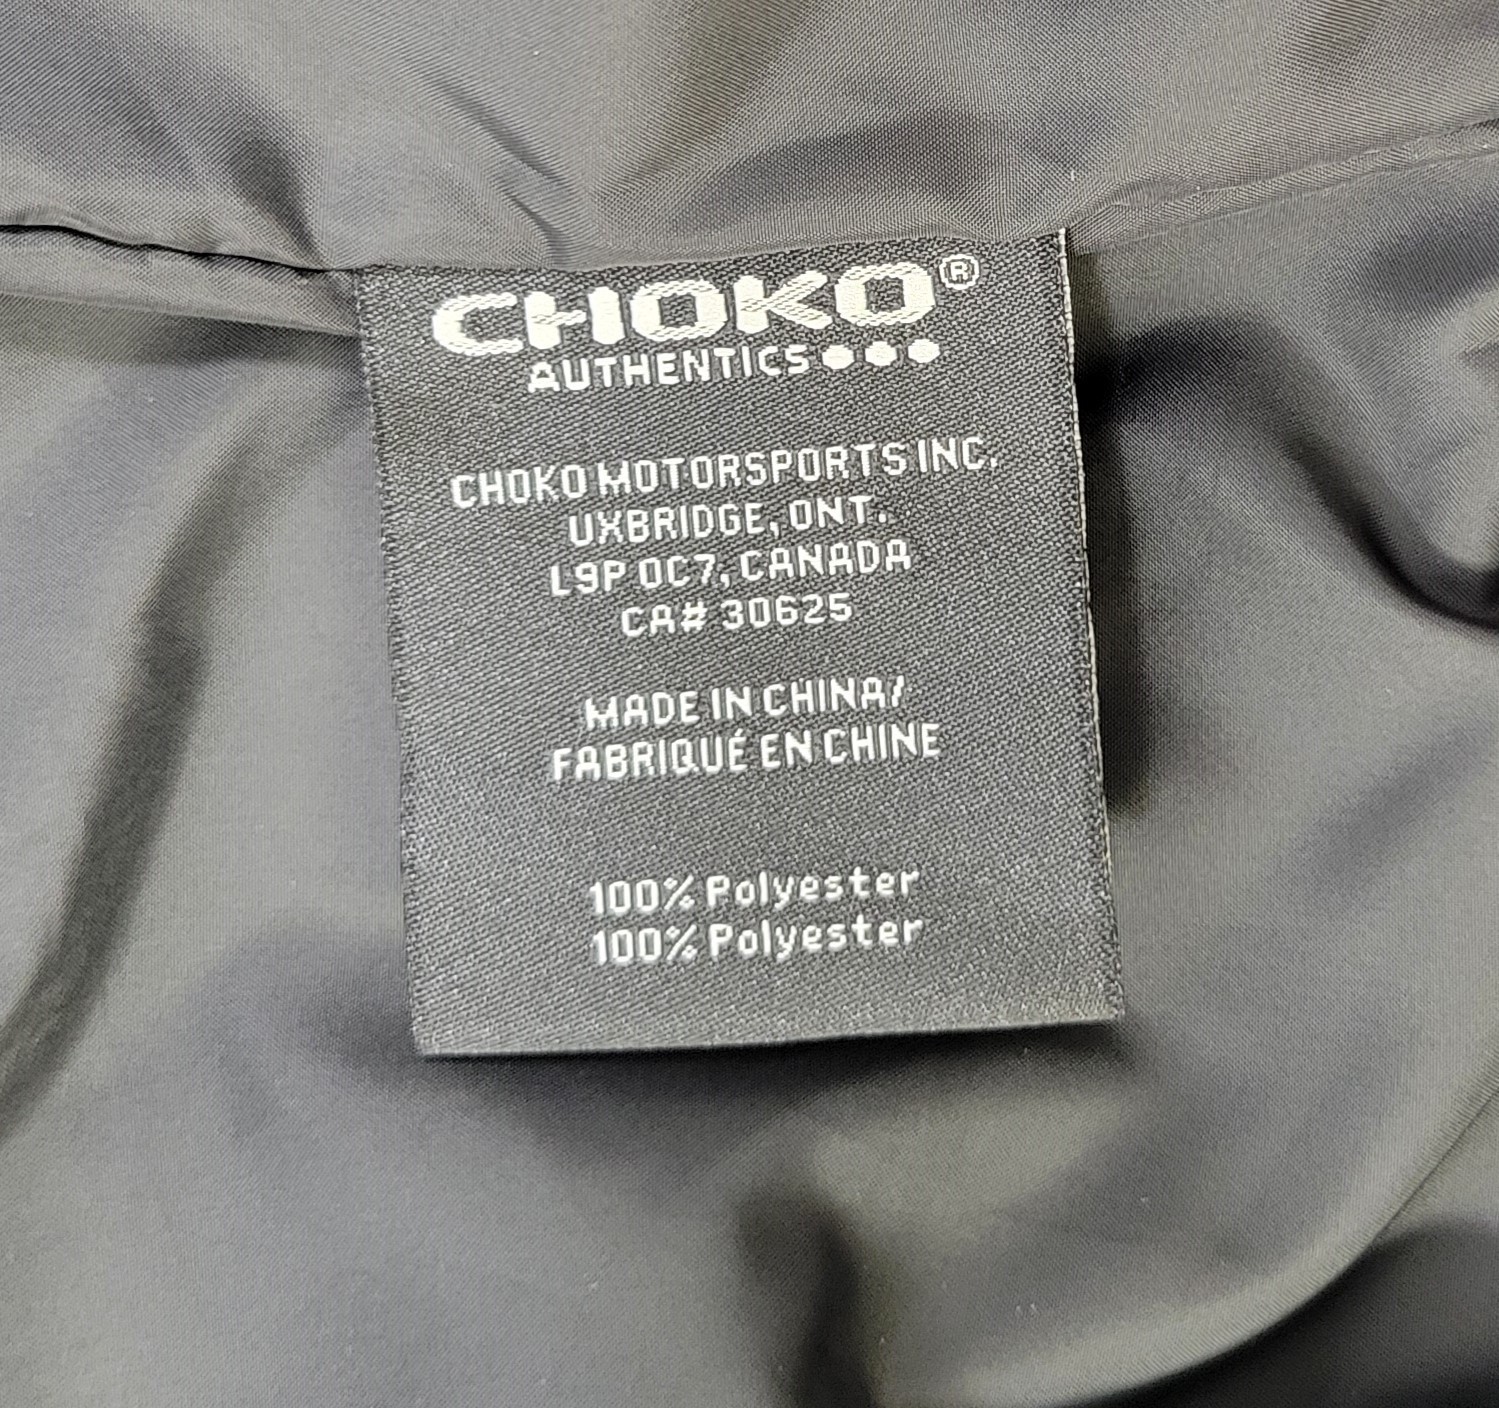 CHOKO®
AUTHENTICS●●●
CHOKO MOTORSPORTS INC.
UXBRIDGE, ONT.
L9P 0C7, CANADA
CA# 30625
MADE IN CHINA/
FABRIQUÉ EN CHINE
100% Polyester
100% Polyester